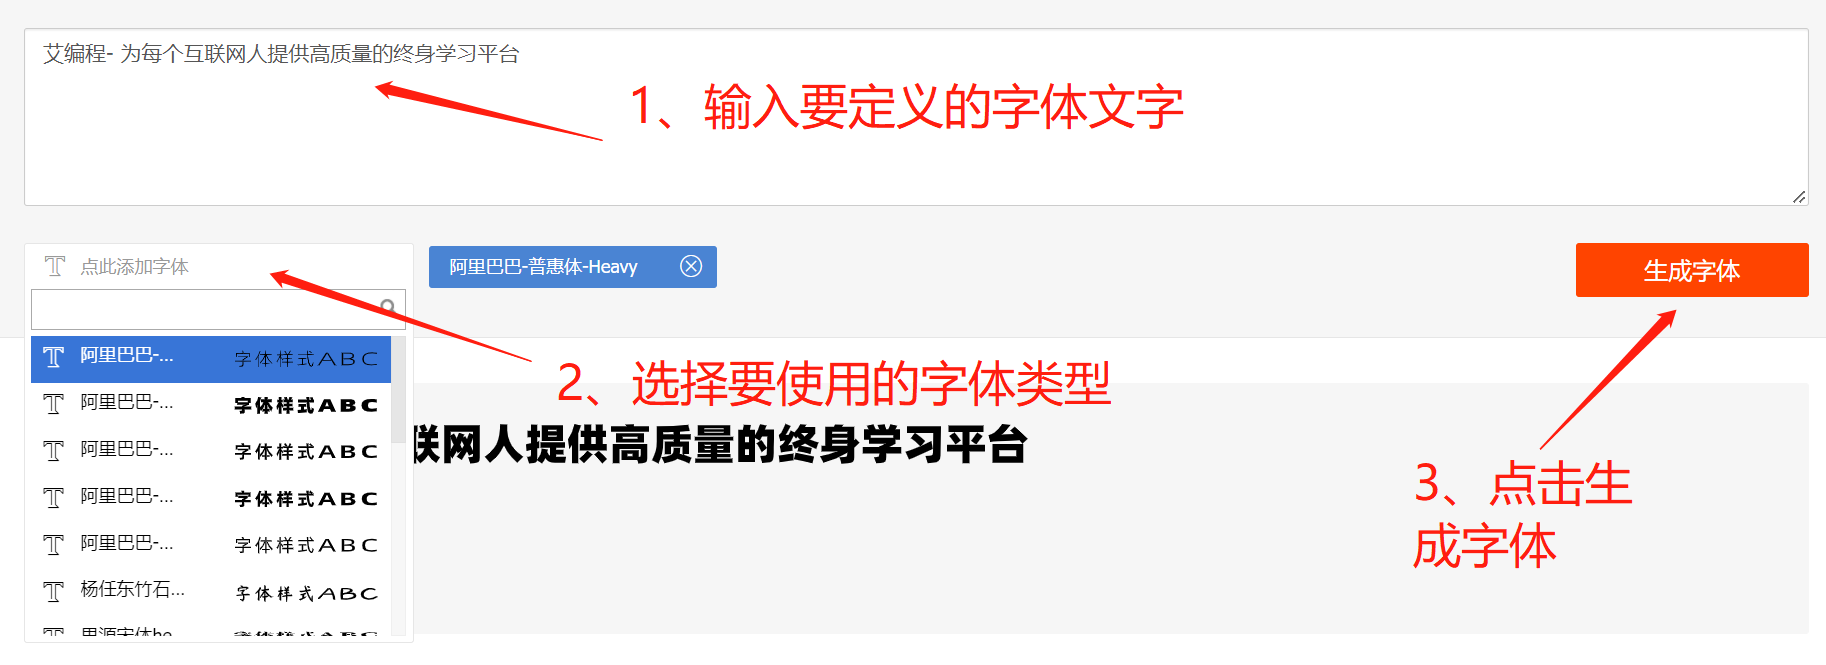 艾编程- 为每个互联网人提供高质量的终身学习平台
1、输入要定义的字体文字
点此添加字体
阿里巴巴-普惠体-Heavy
生成字体
阿里巴巴-... 字体样式ABC
2、选择要使用的字体类型
阿里巴巴-... 字体样式ABC
联网人提供高质量的终身学习平台
阿里巴巴-... 字体样式ABC
3、点击生
成字体
阿里巴巴-... 字体样式ABC
阿里巴巴-... 字体样式ABC
杨任东竹石... 字体样式ABC
思源宋体he 字体样式ABC